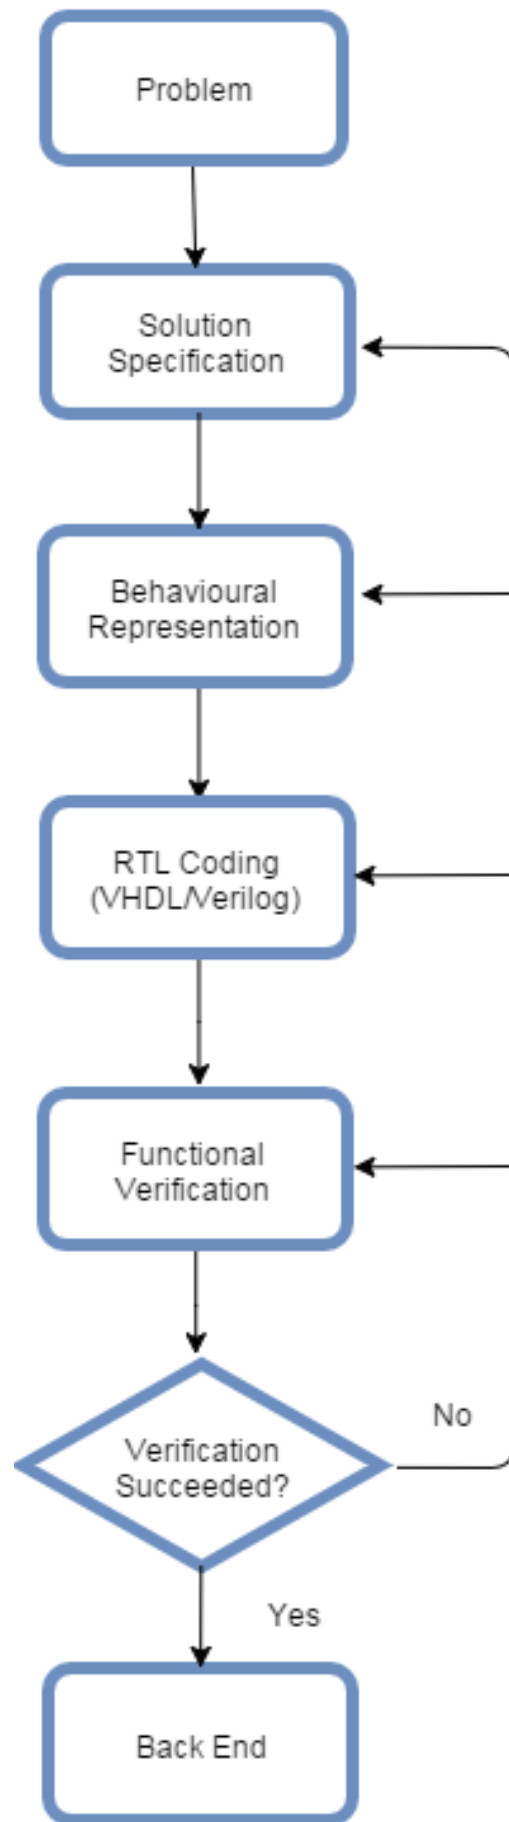 Problem
Solution
Specification
Behavioural
Representation
RTL Coding
(VHDL/Verilog)
Functional
Verification
Verification
Succeeded?
No
Yes
Back End